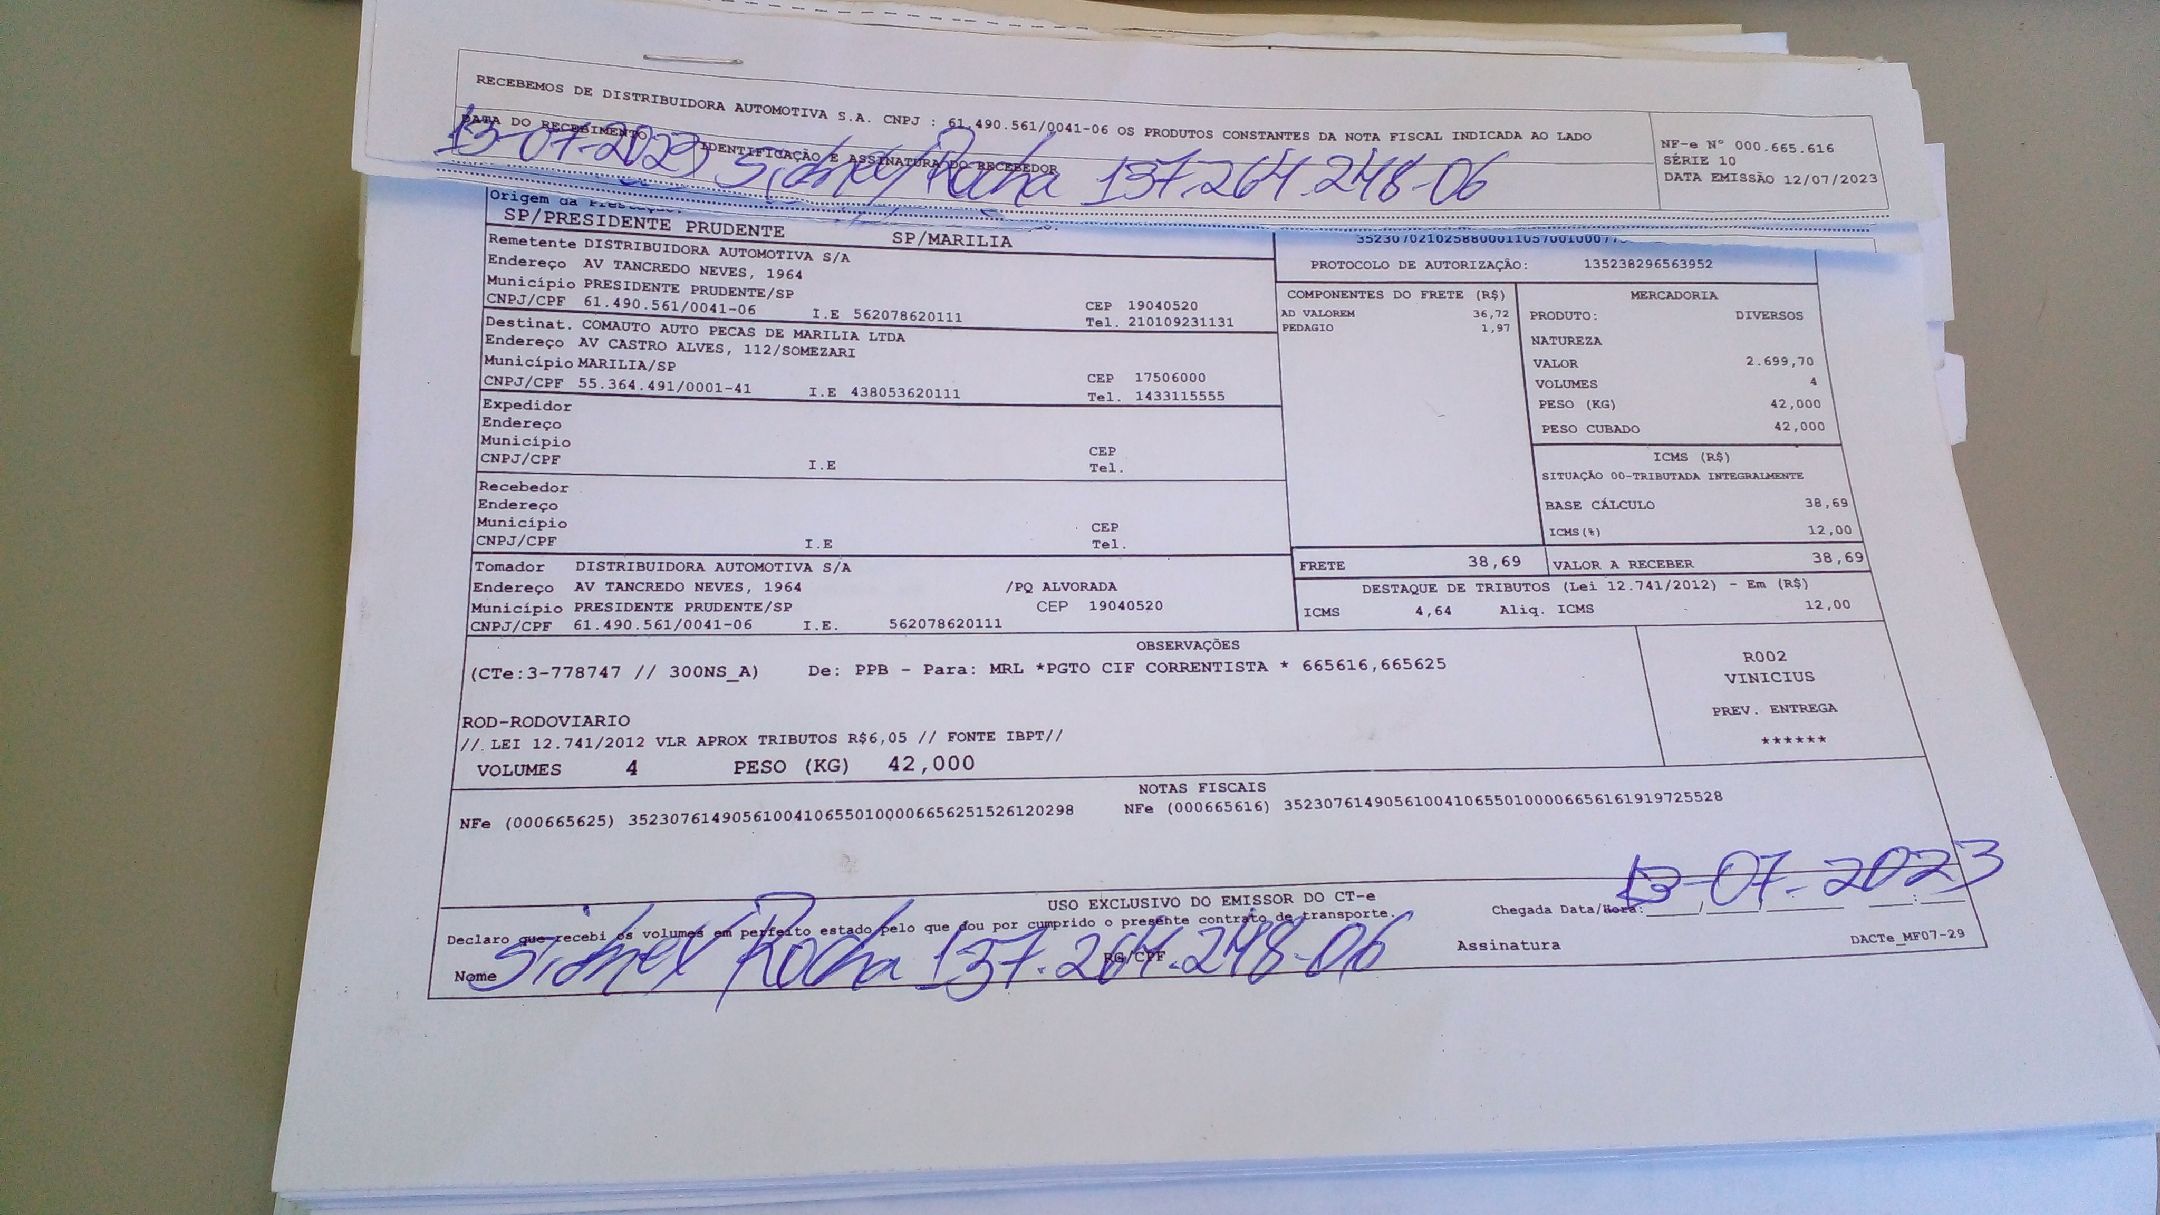 RECEBEMOS DE DISTRIBUIDORA AUTOMOTIVA S.A. CNPJ : 61.490.561/0041-06 OS PRODUTOS CONSTANTES DA NOTA FISCAL INDICADA AO LADO
DATA DO RECEBIMENTO IDENTIFICAÇÃO E ASSINATURA DO RECEBEDOR
13-07-2023 Sidney Rocha 137.264.248-06
NF-e N° 000.665.616
SÉRIE 10
DATA EMISSÃO 12/07/2023
Origem da
SP/PRESIDENTE PRUDENTE SP/MARILIA
Remetente DISTRIBUIDORA AUTOMOTIVA S/A
Endereço AV TANCREDO NEVES, 1964
Município PRESIDENTE PRUDENTE/SP CEP 19040520
CNPJ/CPF 61.490.561/0041-06 I.E 562078620111 Tel. 210109231131
Destinat. COMAUTO AUTO PECAS DE MARILIA LTDA
Endereço AV CASTRO ALVES, 112/SOMEZARI
Município MARILIA/SP CEP 17506000
CNPJ/CPF 55.364.491/0001-41 I.E 438053620111 Tel. 1433115555
Expedidor
Endereço
Município CEP
CNPJ/CPF I.E Tel.
Recebedor
Endereço
Município CEP
CNPJ/CPF I.E Tel.
Tomador DISTRIBUIDORA AUTOMOTIVA S/A
Endereço AV TANCREDO NEVES, 1964 /PQ ALVORADA
Município PRESIDENTE PRUDENTE/SP CEP 19040520
CNPJ/CPF 61.490.561/0041-06 I.E. 562078620111
PROTOCOLO DE AUTORIZAÇÃO: 135238296563952
COMPONENTES DO FRETE (R$)
AD VALOREM 36,72
PEDAGIO 1,97
MERCADORIA
PRODUTO: DIVERSOS
NATUREZA
VALOR 2.699,70
VOLUMES 4
PESO (KG) 42,000
PESO CUBADO 42,000
ICMS (R$)
SITUAÇÃO 00-TRIBUTADA INTEGRALMENTE
BASE CÁLCULO 38,69
ICMS(%) 12,00
FRETE 38,69 VALOR A RECEBER 38,69
DESTAQUE DE TRIBUTOS (Lei 12.741/2012) - Em (R$)
ICMS 4,64 Aliq. ICMS 12,00
OBSERVAÇÕES
(CTe:3-778747 // 300NS_A) De: PPB - Para: MRL *PGTO CIF CORRENTISTA * 665616,665625
ROD-RODOVIARIO
// LEI 12.741/2012 VLR APROX TRIBUTOS R$6,05 // FONTE IBPT//
VOLUMES 4 PESO (KG) 42,000
R002
VINICIUS
PREV. ENTREGA
******
NOTAS FISCAIS
NFe (000665625) 35230761490561004106550100006656251526120298 NFe (000665616) 35230761490561004106550100006656161919725528
USO EXCLUSIVO DO EMISSOR DO CT-e
Declaro que recebi os volumes em perfeito estado pelo que dou por cumprido o presente contrato de transporte.
Chegada Data/Hora: 13-07-2023
Nome Sidney Rocha RG/CPF 137.264.248-06 Assinatura
DACTe_MF07-29